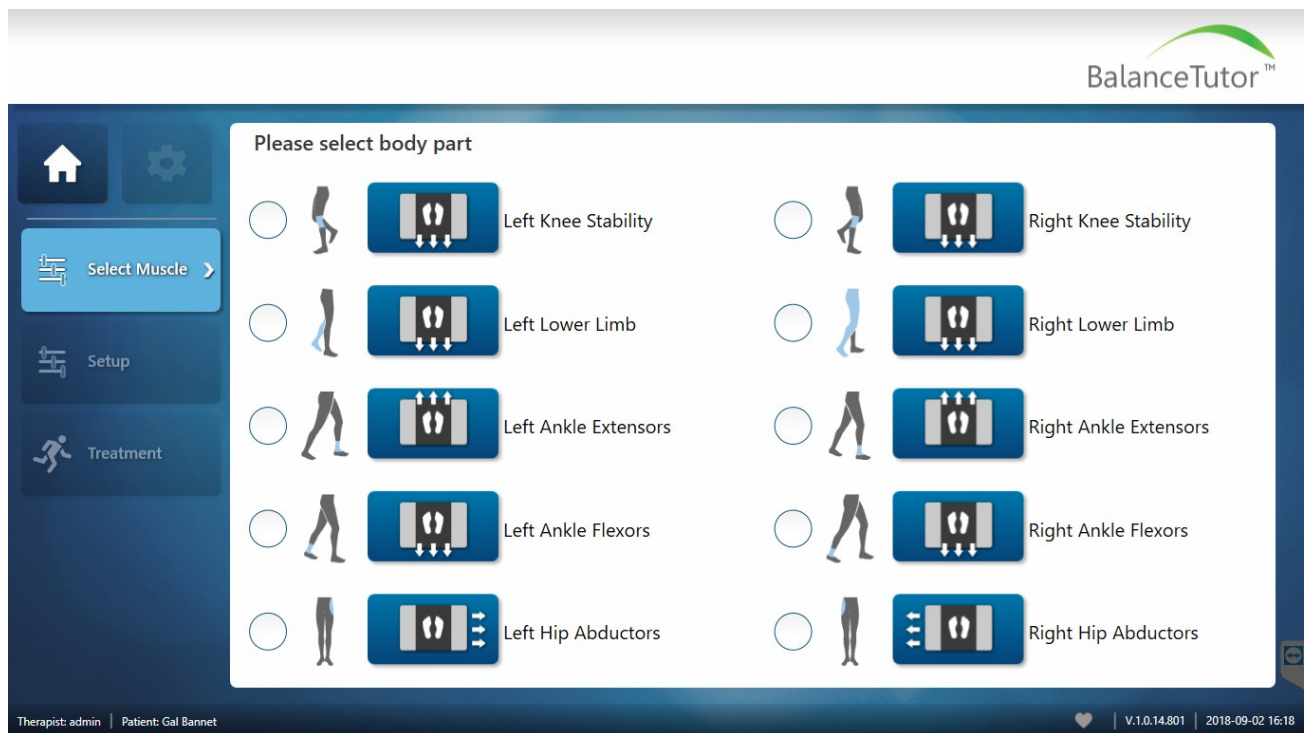 BalanceTutor™
Please select body part
Left Knee Stability
Right Knee Stability
Select Muscle
Left Lower Limb
Right Lower Limb
Setup
Left Ankle Extensors
Right Ankle Extensors
Treatment
Left Ankle Flexors
Right Ankle Flexors
Left Hip Abductors
Right Hip Abductors
Therapist: admin | Patient: Gal Bannet
V.1.0.14.801 | 2018-09-02 16:18